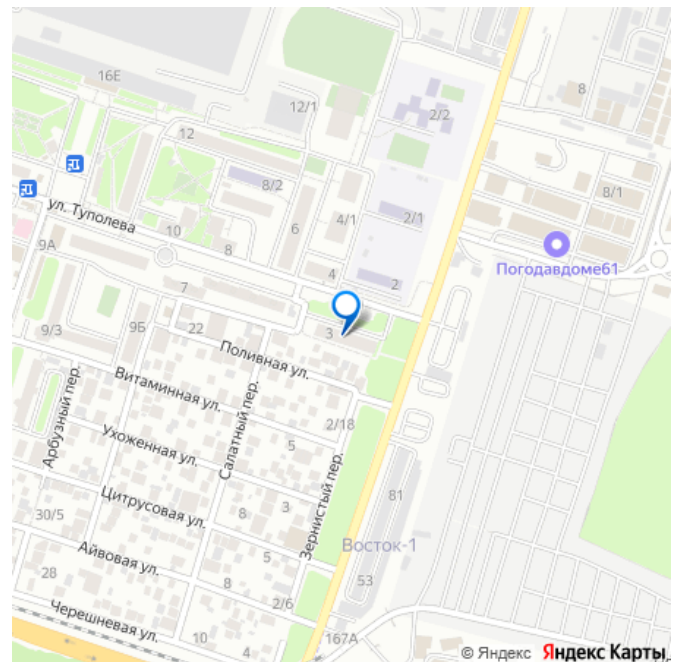 16Е
8
12/1
2/2
12
8/2
8/1
6
4/1
2/1
ул. Туполева
10
8
Погодавдоме61
9А
4
2
7
3
9/3
9Б
22
Поливная ул.
Витаминная ул.
Арбузный пер.
Салатный пер.
2/18
Ухоженная ул.
5
Зернистый пер.
81
Цитрусовая ул.
3
30/5
8
Восток-1
Айвовая ул.
5
53
28
8
2/6
Черешневая ул.
10
4
167А
© Яндекс Яндекс Карты